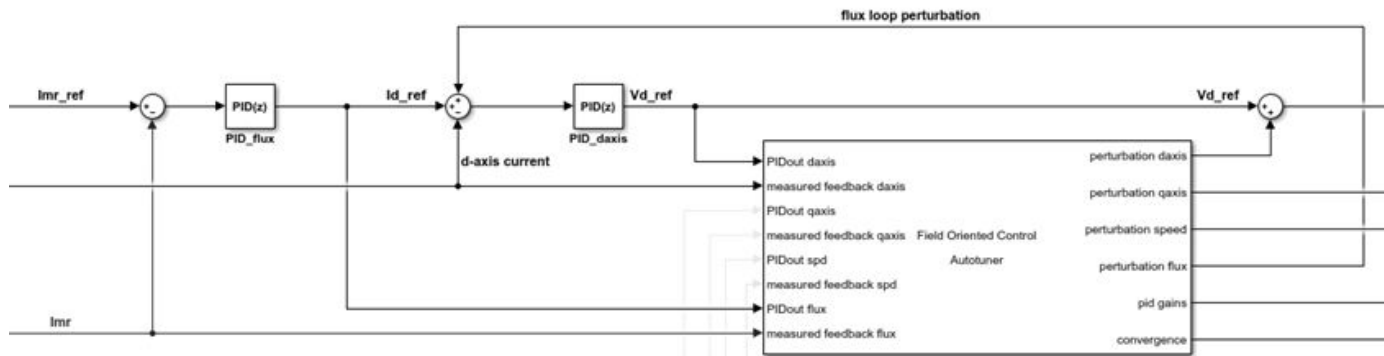 flux loop perturbation
Imr_ref
PID(z)
PID_flux
Id_ref
PID(z)
PID_daxis
Vd_ref
Vd_ref
d-axis current
PIDout daxis
measured feedback daxis
PIDout qaxis
measured feedback qaxis
PIDout spd
measured feedback spd
PIDout flux
measured feedback flux
Field Oriented Control
Autotuner
perturbation daxis
perturbation qaxis
perturbation speed
perturbation flux
pid gains
convergence
Imr